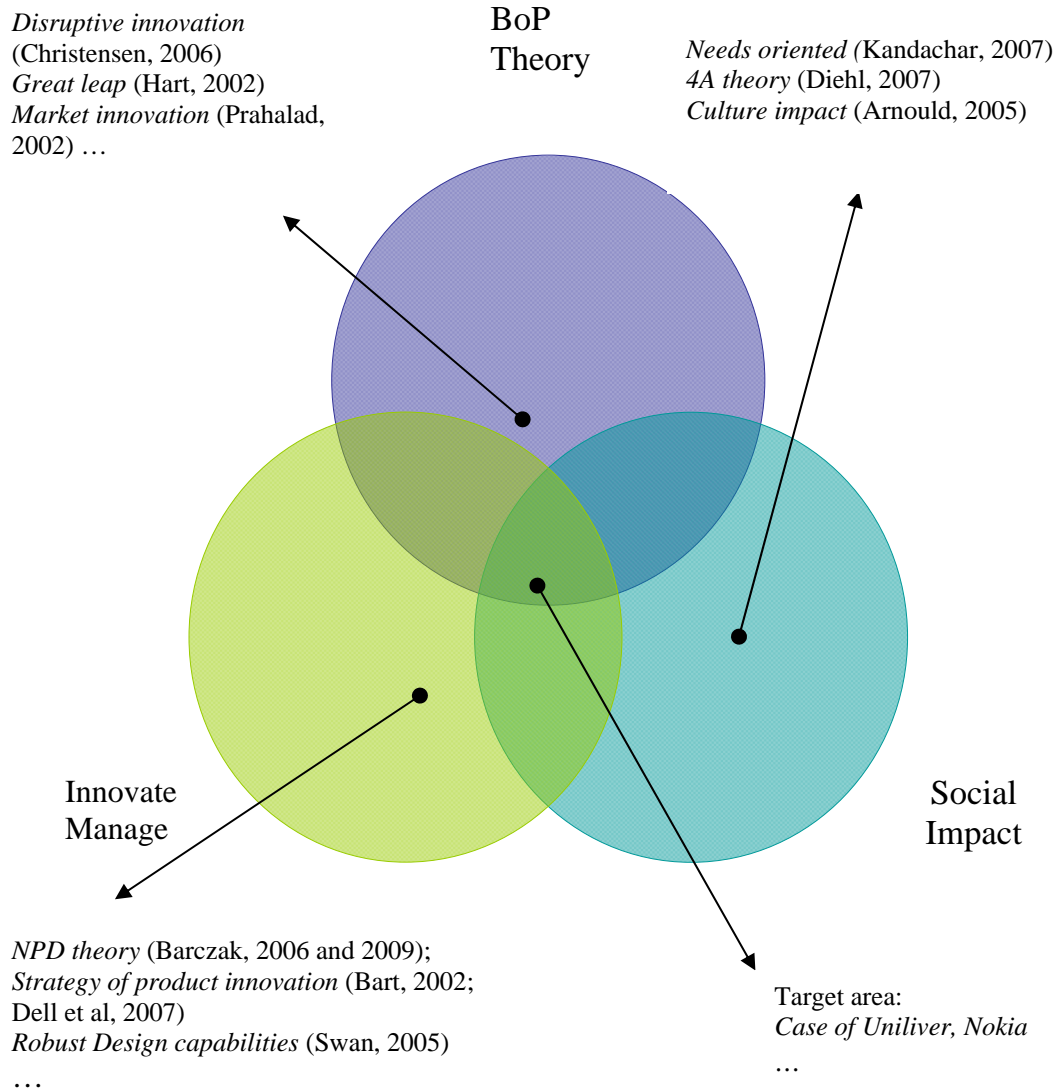 Disruptive innovation
(Christensen, 2006)
Great leap (Hart, 2002)
Market innovation (Prahalad,
2002) …
BoP
Theory
Needs oriented (Kandachar, 2007)
4A theory (Diehl, 2007)
Culture impact (Arnould, 2005)
Innovate
Manage
Social
Impact
NPD theory (Barczak, 2006 and 2009);
Strategy of product innovation (Bart, 2002;
Dell et al, 2007)
Robust Design capabilities (Swan, 2005)
…
Target area:
Case of Uniliver, Nokia
…